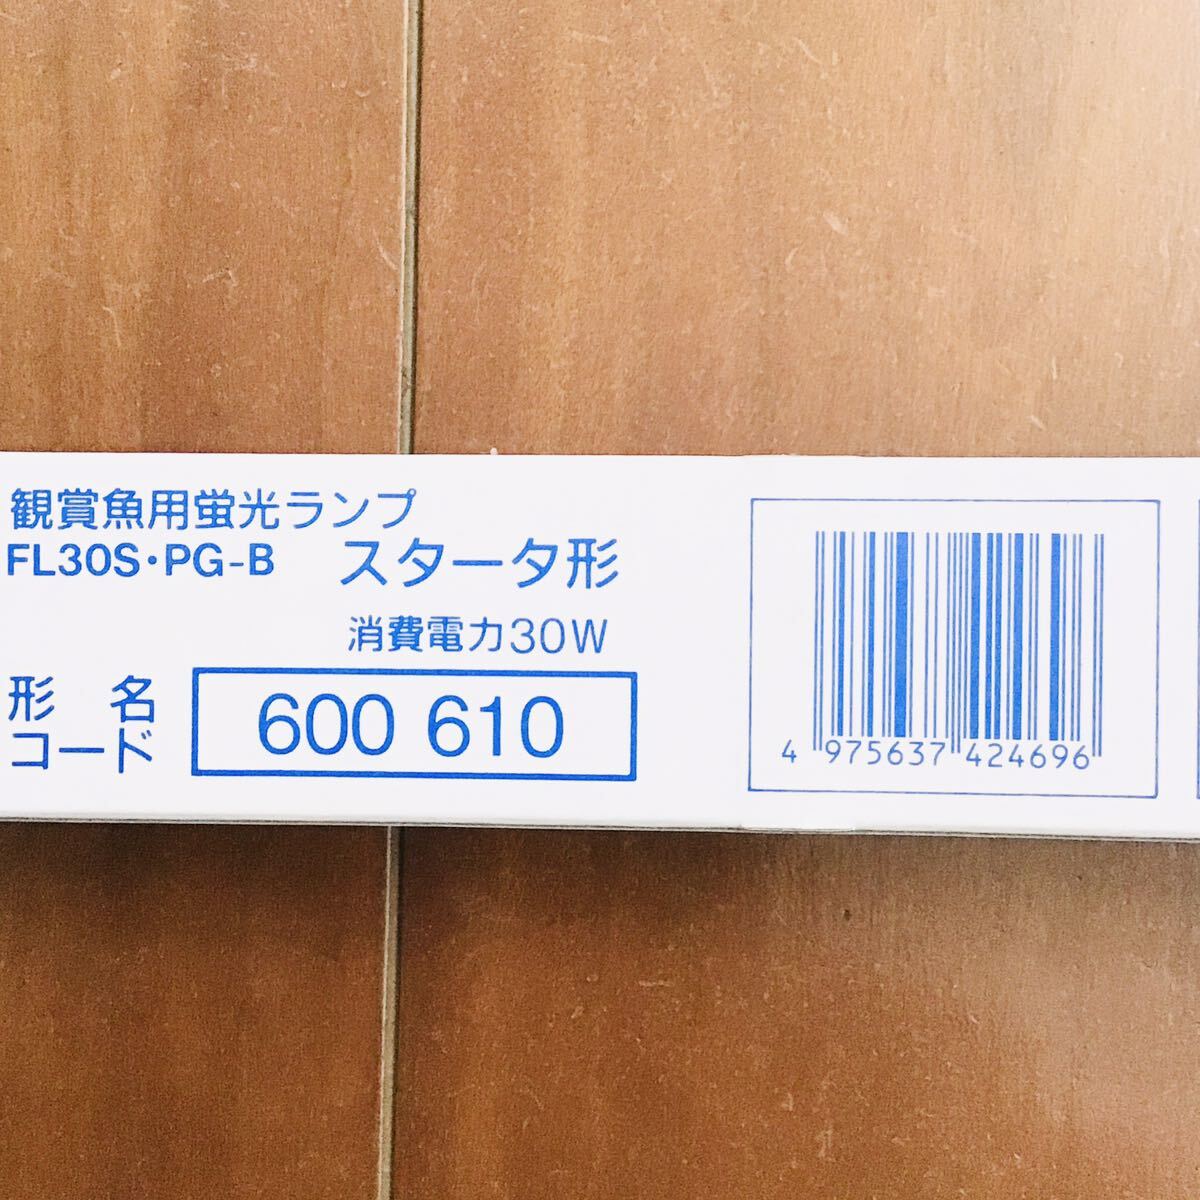 観賞魚用蛍光ランプ
FL30S・PG-B スタータ形
消費電力30W
形名コード 600 610
4 975637 424696